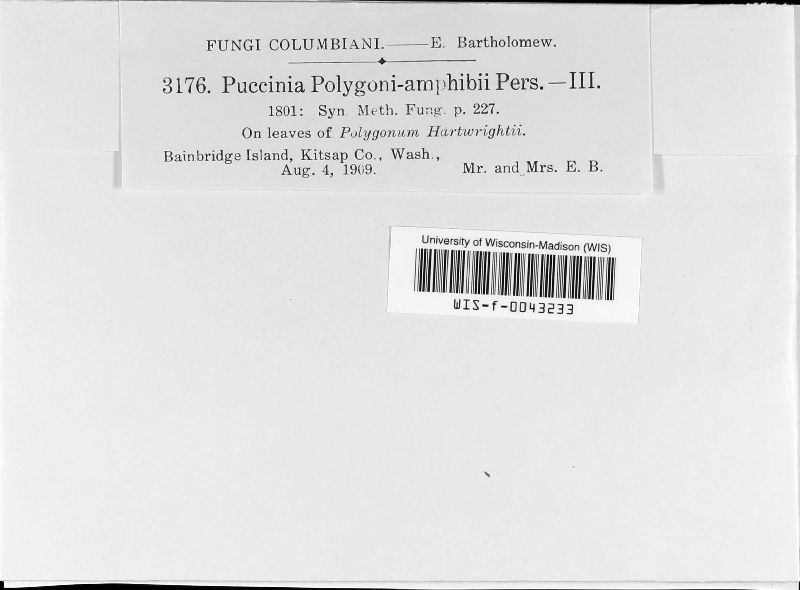 FUNGI COLUMBIANI.——E. Bartholomew.
3176. Puccinia Polygoni-amphibii Pers.—III.
1801: Syn. Meth. Fung. p. 227.
On leaves of Polygonum Hartwrightii.
Bainbridge Island, Kitsap Co., Wash.,
Aug. 4, 1909. Mr. and Mrs. E. B.
University of Wisconsin-Madison (WIS)
WIS-f-0043233